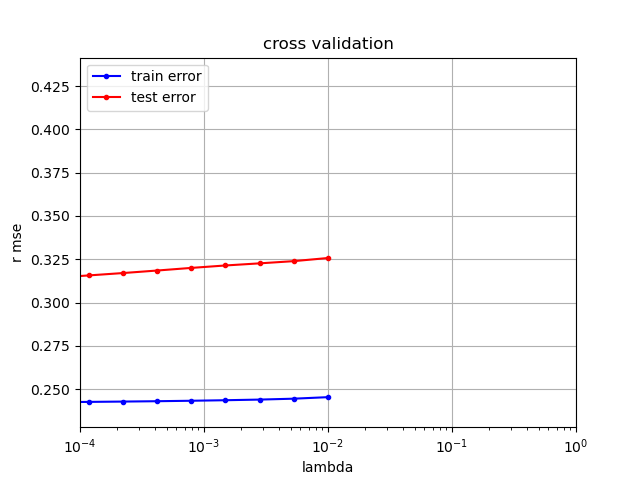 cross validation
train error
test error
0.425
0.400
0.375
0.350
0.325
0.300
0.275
0.250
r mse
10⁻⁴
10⁻³
10⁻²
10⁻¹
10⁰
lambda